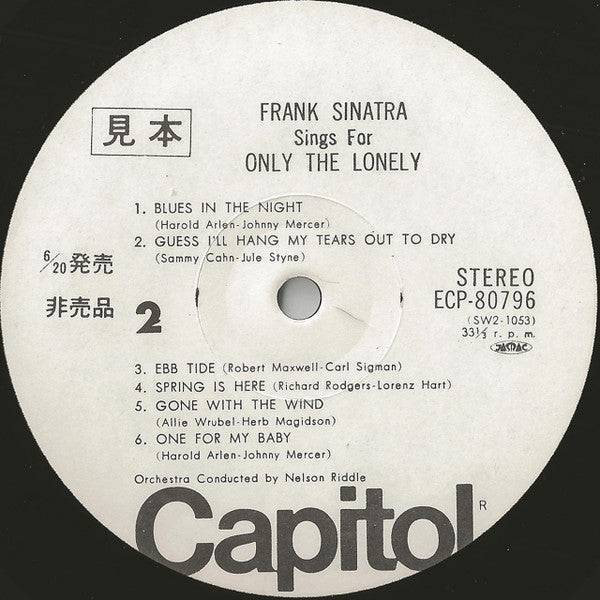 見本
FRANK SINATRA
Sings For
ONLY THE LONELY
1. BLUES IN THE NIGHT
(Harold Arlen-Johnny Mercer)
2. GUESS I'LL HANG MY TEARS OUT TO DRY
(Sammy Cahn-Jule Styne)
6/20発売
非売品
2
STEREO
ECP-80796
(SW2-1053)
33⅓ r. p. m.
JASRAC
3. EBB TIDE (Robert Maxwell-Carl Sigman)
4. SPRING IS HERE (Richard Rodgers-Lorenz Hart)
5. GONE WITH THE WIND
(Allie Wrubel-Herb Magidson)
6. ONE FOR MY BABY
(Harold Arlen-Johnny Mercer)
Orchestra Conducted by Nelson Riddle
Capitol R